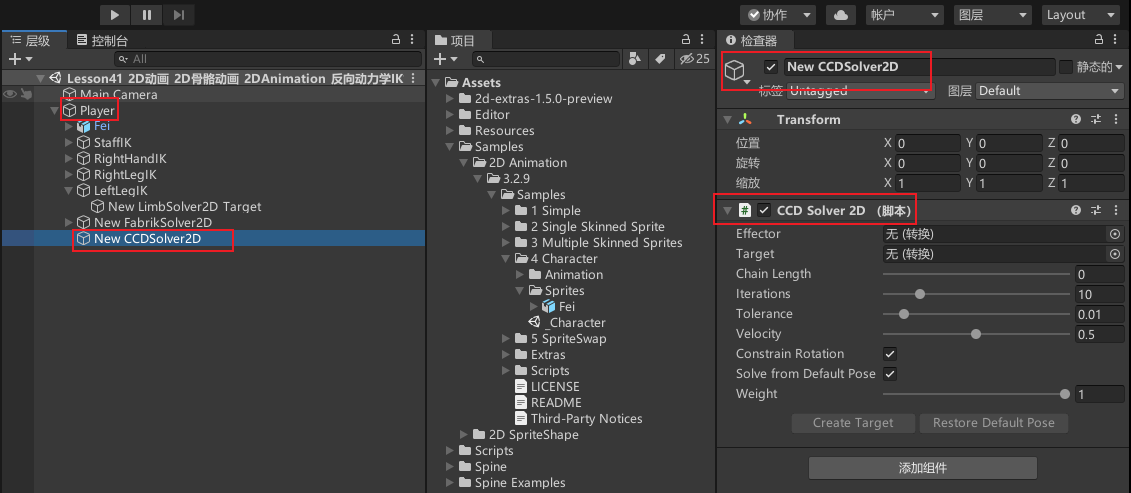 协作
帐户
图层
Layout
层级
控制台
All
Lesson41 2D动画 2D骨骼动画 2DAnimation 反向动力学IK
Main Camera
Player
Fei
StaffIK
RightHandIK
RightLegIK
LeftLegIK
New LimbSolver2D_Target
New FabrikSolver2D
New CCDSolver2D
项目
25
Assets
2d-extras-1.5.0-preview
Editor
Resources
Samples
2D Animation
3.2.9
Samples
1 Simple
2 Single Skinned Sprite
3 Multiple Skinned Sprites
4 Character
Animation
Sprites
Fei
_Character
5 SpriteSwap
Extras
Scripts
LICENSE
README
Third-Party Notices
2D SpriteShape
Scripts
Spine
Spine Examples
检查器
New CCDSolver2D
静态的
标签 Untagged 图层 Default
Transform
位置 X 0 Y 0 Z 0
旋转 X 0 Y 0 Z 0
缩放 X 1 Y 1 Z 1
# CCD Solver 2D (脚本)
Effector 无 (转换)
Target 无 (转换)
Chain Length 0
Iterations 10
Tolerance 0.01
Velocity 0.5
Constrain Rotation
Solve from Default Pose
Weight 1
Create Target Restore Default Pose
添加组件